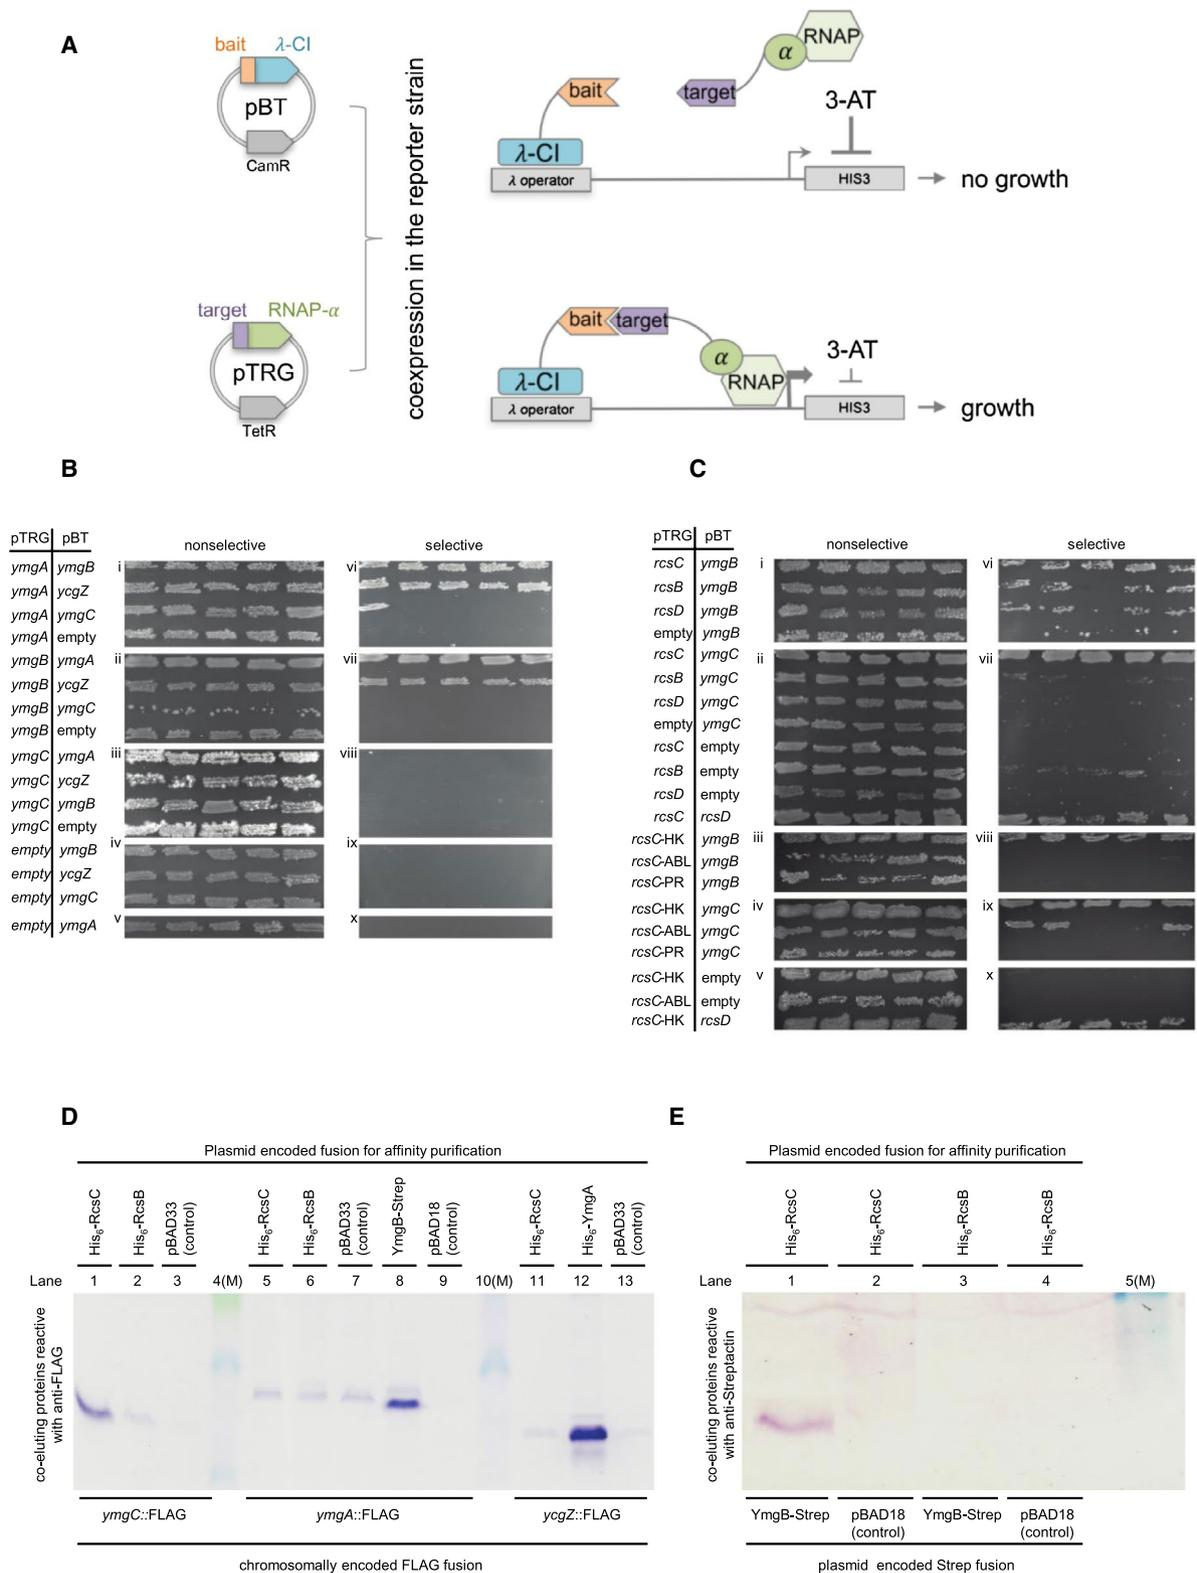 A
bait λ-CI
pBT
CamR
target RNAP-α
pTRG
TetR
coexpression in the reporter strain
bait
target
α
RNAP
3-AT
λ-CI
λ operator
HIS3
no growth
bait
target
α
RNAP
3-AT
λ-CI
λ operator
HIS3
growth
B
pTRG pBT
nonselective selective
ymgA ymgB i vi
ymgA ycgZ
ymgA ymgC
ymgA empty
ymgB ymgA ii vii
ymgB ycgZ
ymgB ymgC
ymgB empty
ymgC ymgA iii viii
ymgC ycgZ
ymgC ymgB
ymgC empty
empty ymgB iv ix
empty ycgZ
empty ymgC
empty ymgA v x
C
pTRG pBT
nonselective selective
rcsC ymgB i vi
rcsB ymgB
rcsD ymgB
empty ymgB
rcsC ymgC ii vii
rcsB ymgC
rcsD ymgC
empty ymgC
rcsC empty
rcsB empty
rcsD empty
rcsC rcsD
rcsC-HK ymgB iii viii
rcsC-ABL ymgB
rcsC-PR ymgB
rcsC-HK ymgC iv ix
rcsC-ABL ymgC
rcsC-PR ymgC
rcsC-HK empty v x
rcsC-ABL empty
rcsC-HK rcsD
D
Plasmid encoded fusion for affinity purification
His6-RcsC
His6-RcsB
pBAD33 (control)
His6-RcsC
His6-RcsB
pBAD33 (control)
YmgB-Strep
pBAD18 (control)
His6-RcsC
His6-YmgA
pBAD33 (control)
Lane 1 2 3 4(M) 5 6 7 8 9 10(M) 11 12 13
co-eluting proteins reactive
with anti-FLAG
ymgC::FLAG ymgA::FLAG ycgZ::FLAG
chromosomally encoded FLAG fusion
E
Plasmid encoded fusion for affinity purification
His6-RcsC
His6-RcsC
His6-RcsB
His6-RcsB
Lane 1 2 3 4 5(M)
co-eluting proteins reactive
with anti-Streptactin
YmgB-Strep pBAD18 YmgB-Strep pBAD18
(control) (control)
plasmid encoded Strep fusion